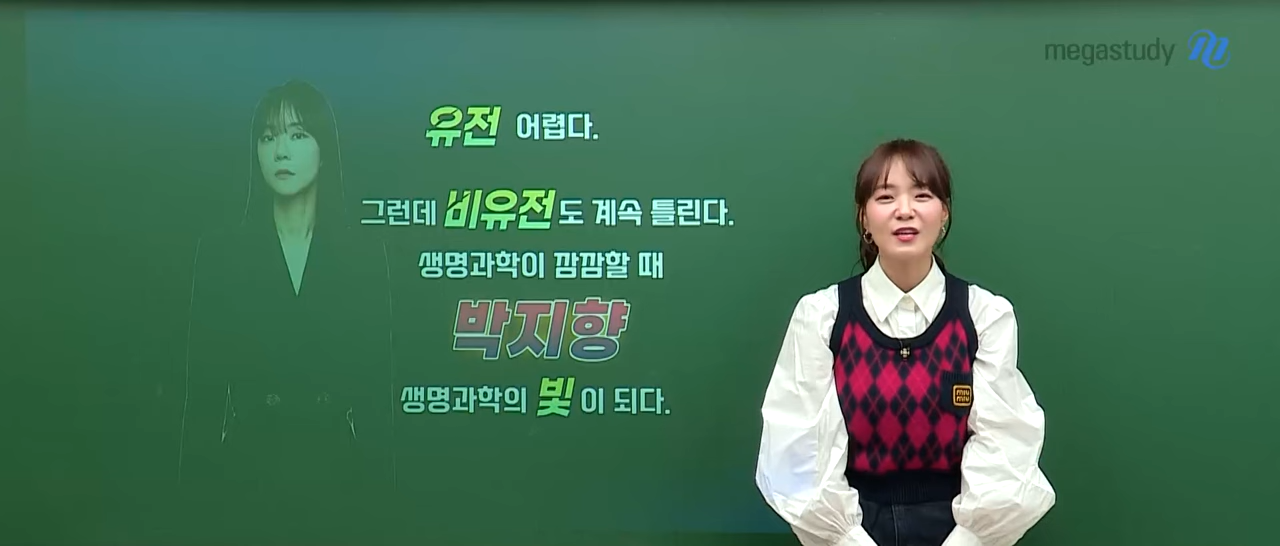 megastudy
유전 어렵다.
그런데 비유전도 계속 틀린다.
생명과학이 깜깜할 때
박지향
생명과학의 빛이 되다.
miu
miu